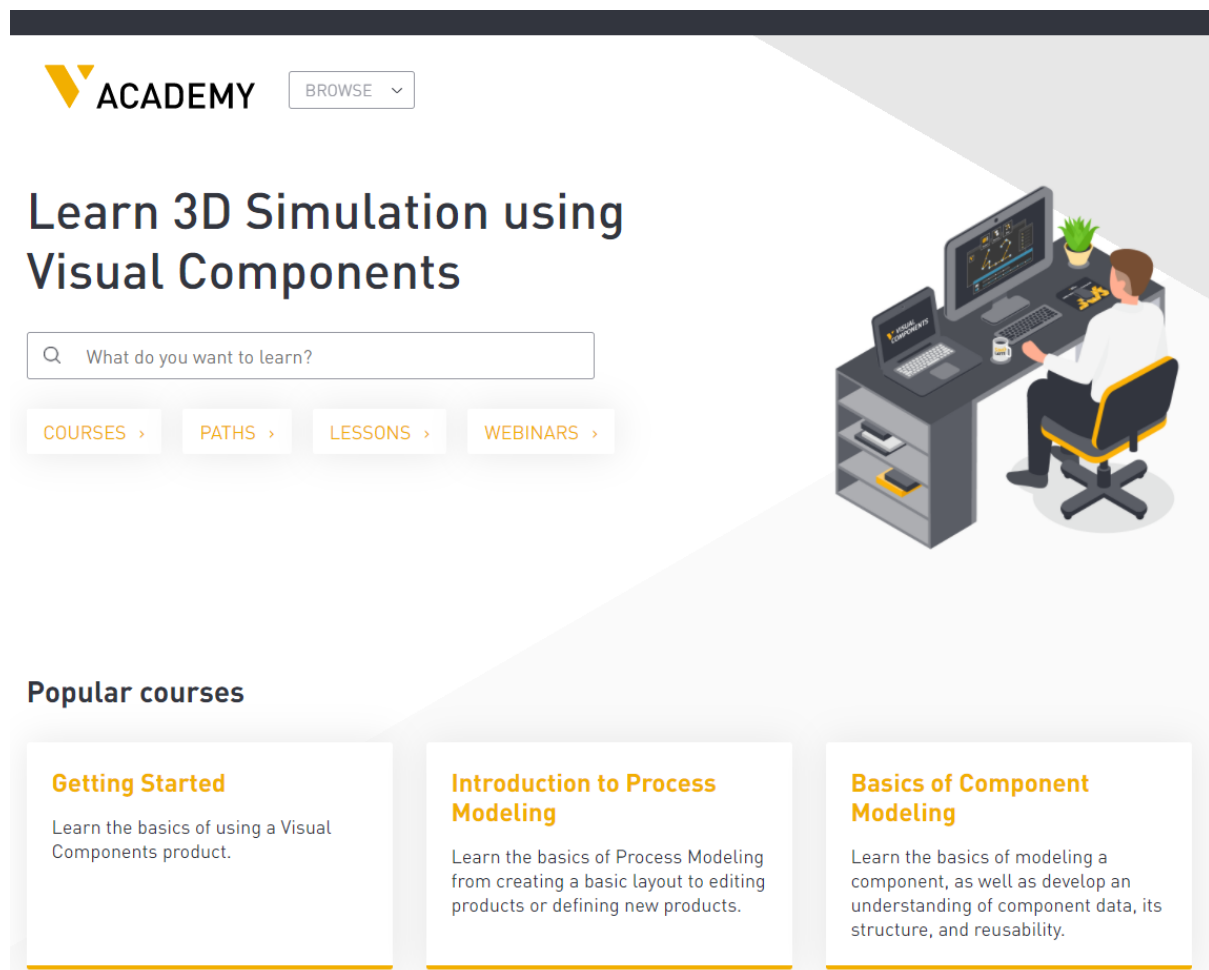 ACADEMY
BROWSE
Learn 3D Simulation using
Visual Components
What do you want to learn?
COURSES ›
PATHS ›
LESSONS ›
WEBINARS ›
VISUAL
COMPONENTS
Popular courses
Getting Started
Learn the basics of using a Visual
Components product.
Introduction to Process
Modeling
Learn the basics of Process Modeling
from creating a basic layout to editing
products or defining new products.
Basics of Component
Modeling
Learn the basics of modeling a
component, as well as develop an
understanding of component data, its
structure, and reusability.